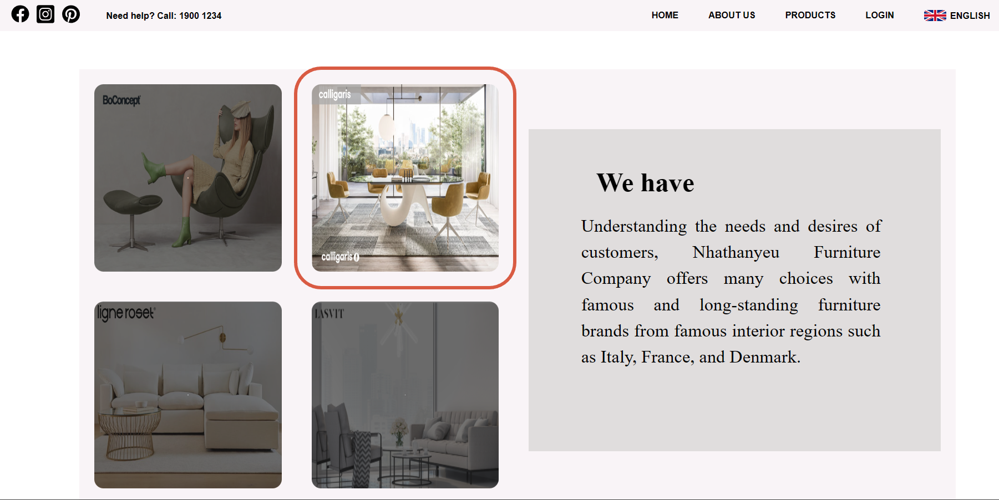 Need help? Call: 1900 1234
HOME
ABOUT US
PRODUCTS
LOGIN
ENGLISH
BoConcept
calligaris
calligaris
ligne roset
LASVIT
We have
Understanding the needs and desires of
customers, Nhathanyeu Furniture
Company offers many choices with
famous and long-standing furniture
brands from famous interior regions such
as Italy, France, and Denmark.